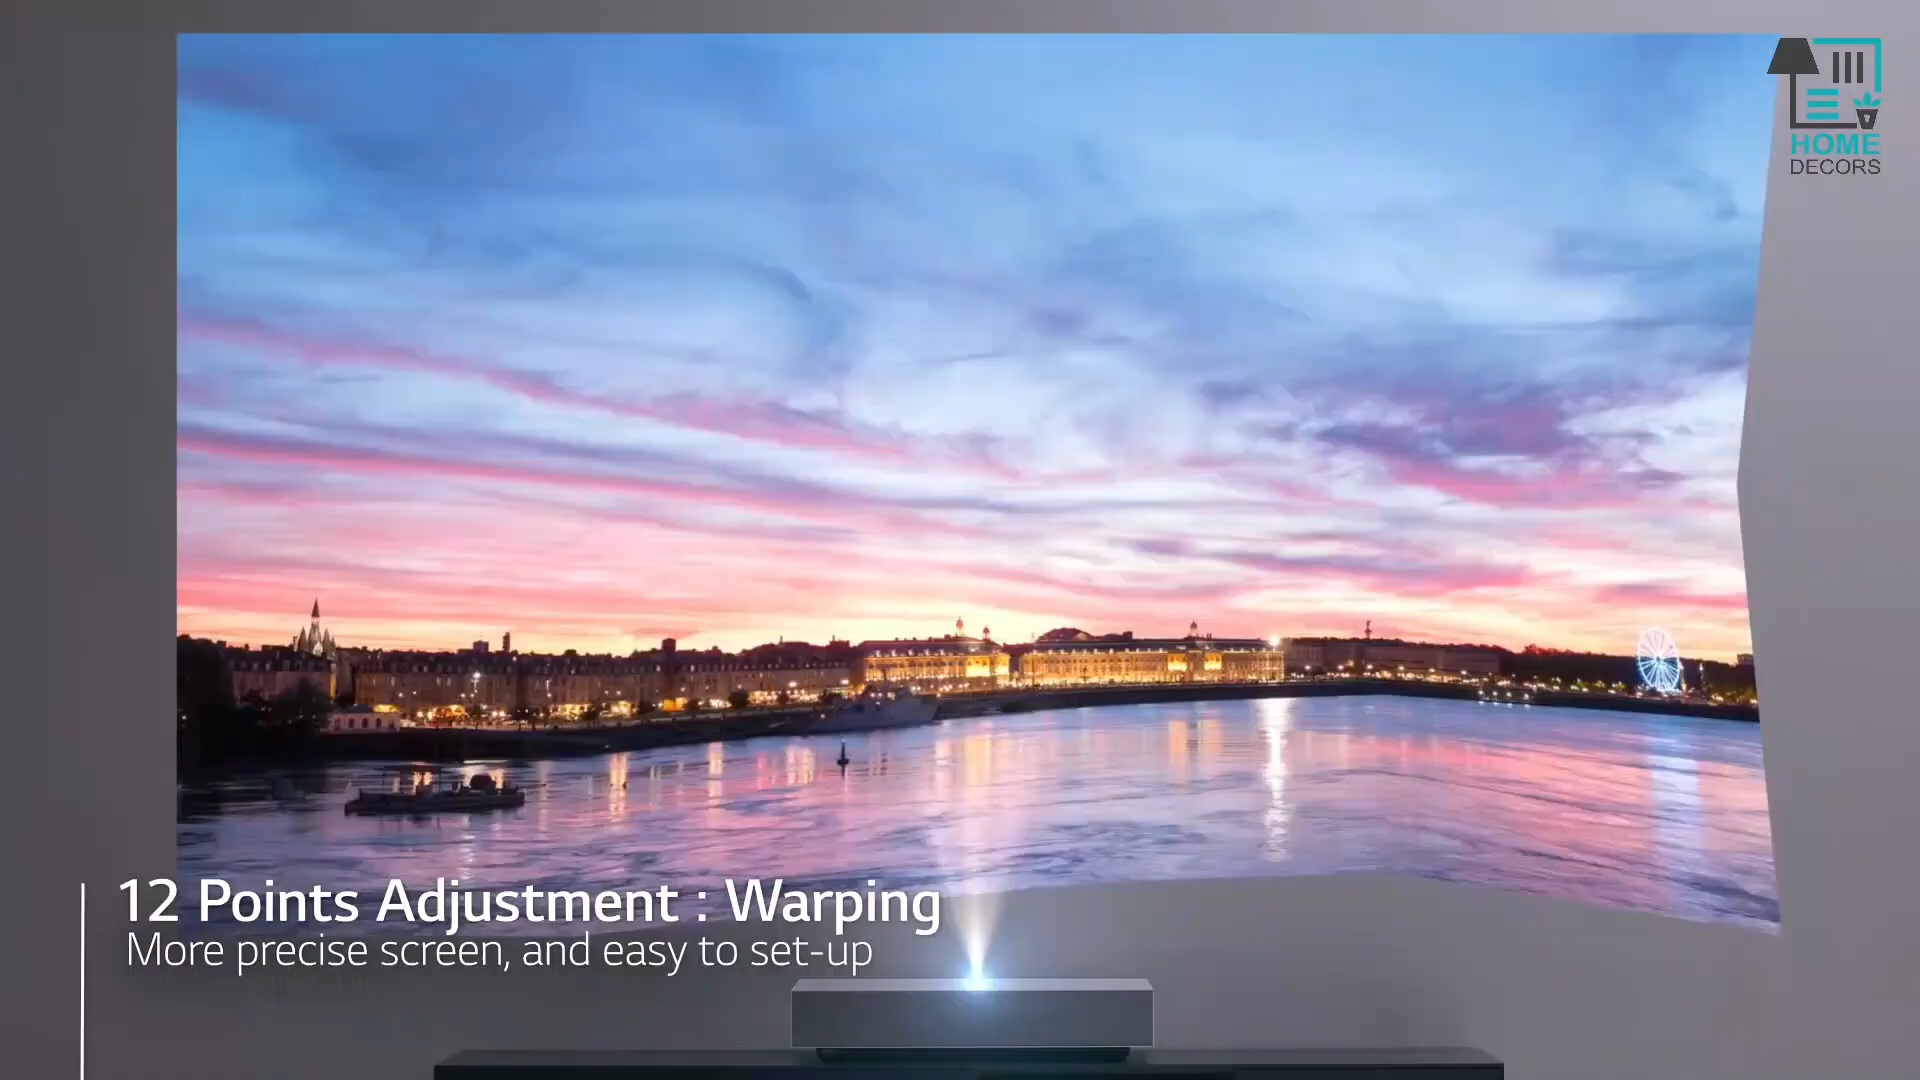 HOME
DECORS
12 Points Adjustment : Warping
More precise screen, and easy to set-up